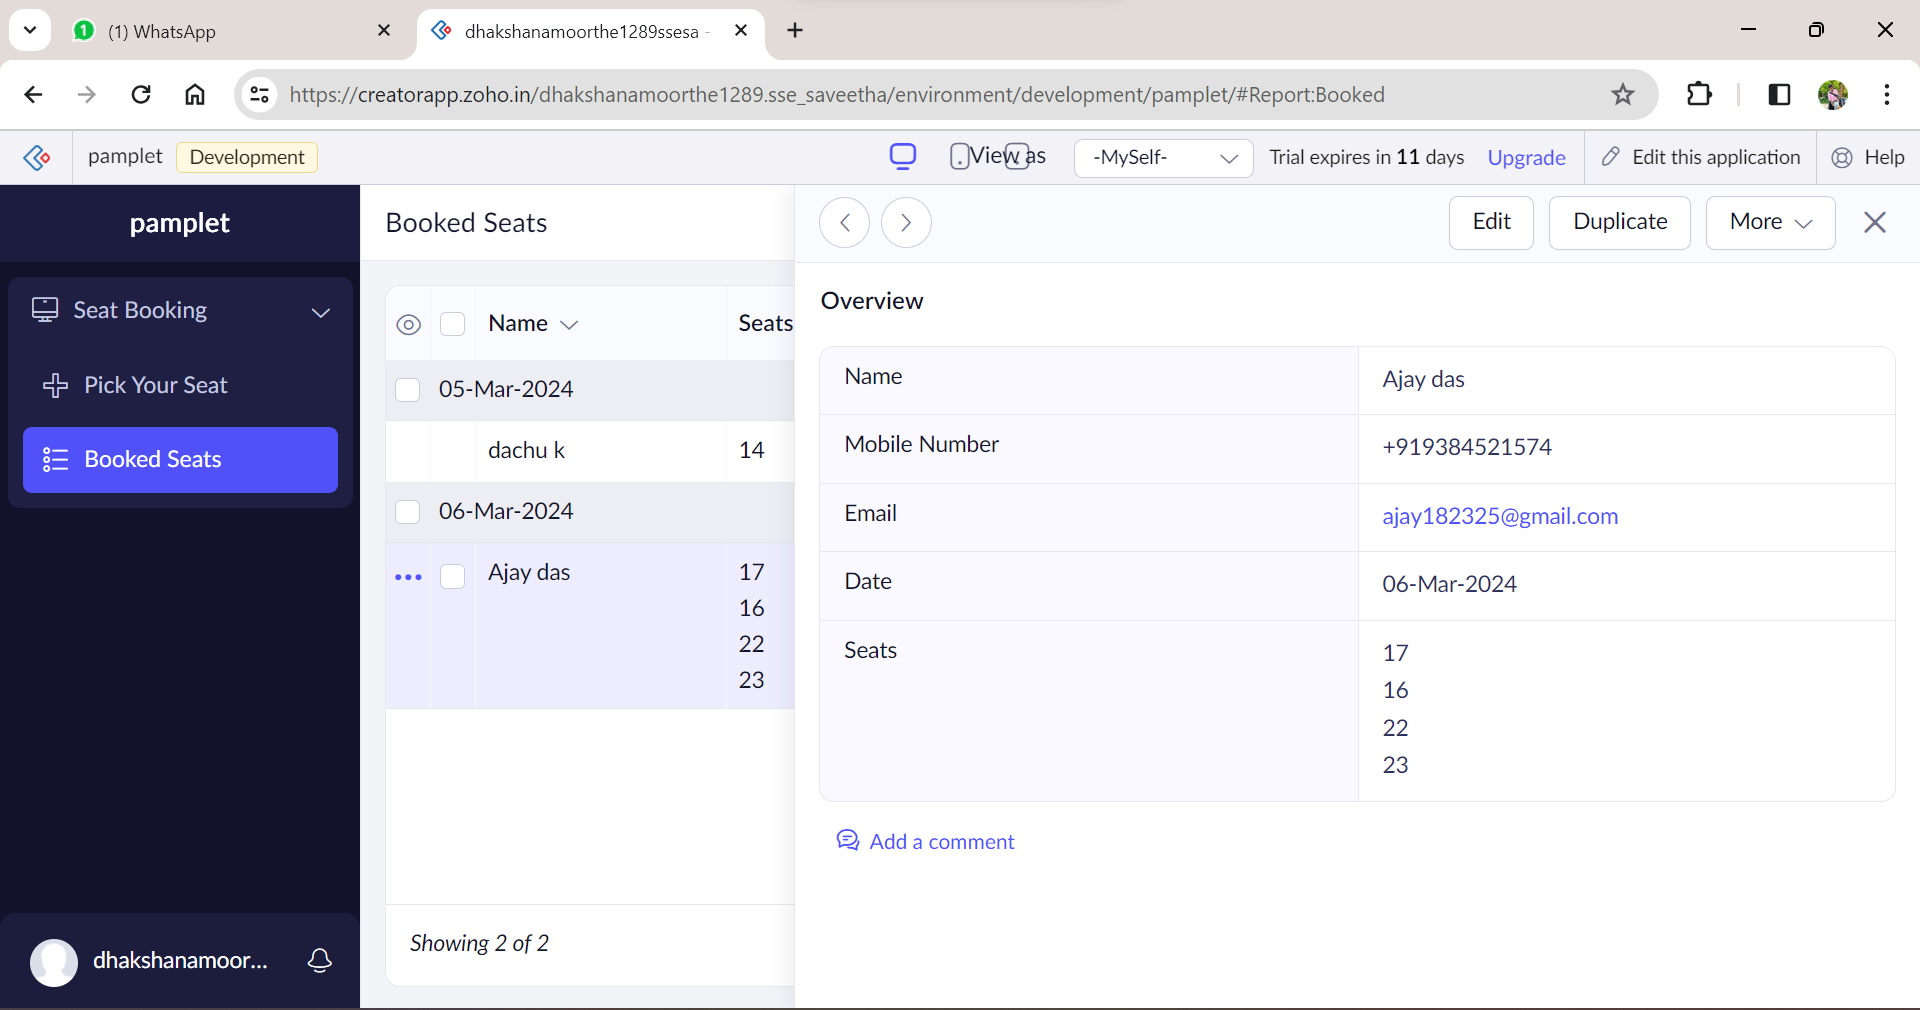 (1) WhatsApp
dhakshanamoorthe1289ssesa -
https://creatorapp.zoho.in/dhakshanamoorthe1289.sse_saveetha/environment/development/pamplet/#Report:Booked
pamplet Development View as -MySelf- Trial expires in 11 days Upgrade Edit this application Help
pamplet
Seat Booking
Pick Your Seat
Booked Seats
dhakshanamoor...
Booked Seats
Name Seats
05-Mar-2024
dachu k 14
06-Mar-2024
Ajay das 17
16
22
23
Showing 2 of 2
Edit Duplicate More
Overview
Name Ajay das
Mobile Number +919384521574
Email ajay182325@gmail.com
Date 06-Mar-2024
Seats 17
16
22
23
Add a comment